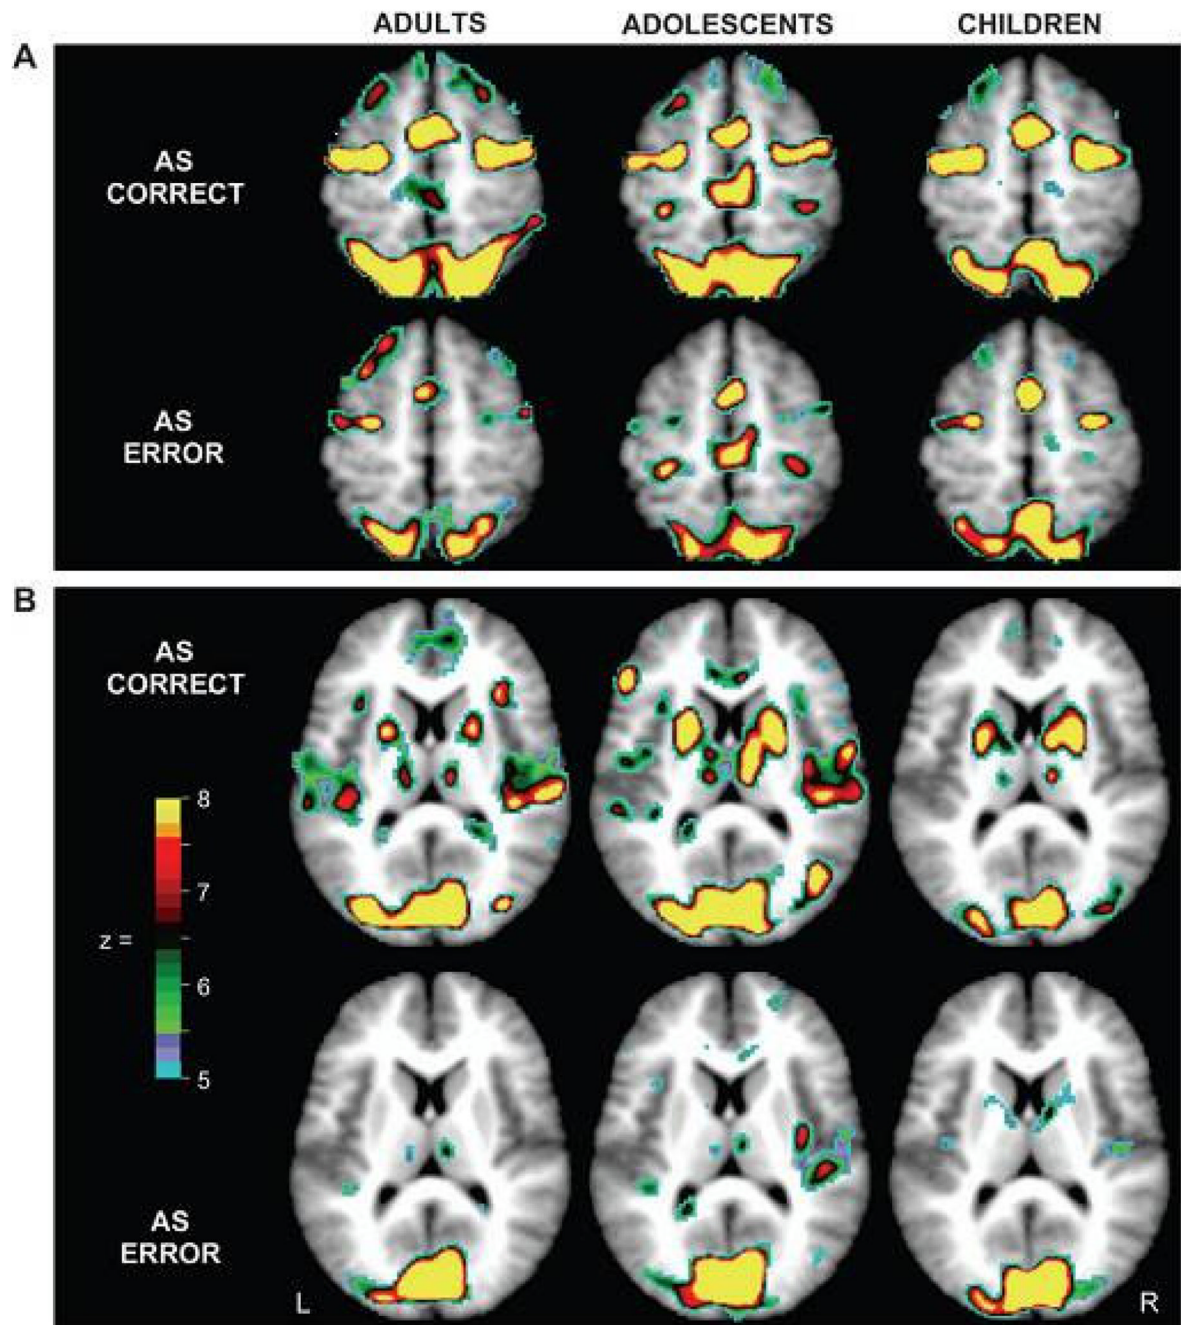 ADULTS ADOLESCENTS CHILDREN
A
AS
CORRECT
AS
ERROR
B
AS
CORRECT
8
7
z =
6
5
AS
ERROR
L R